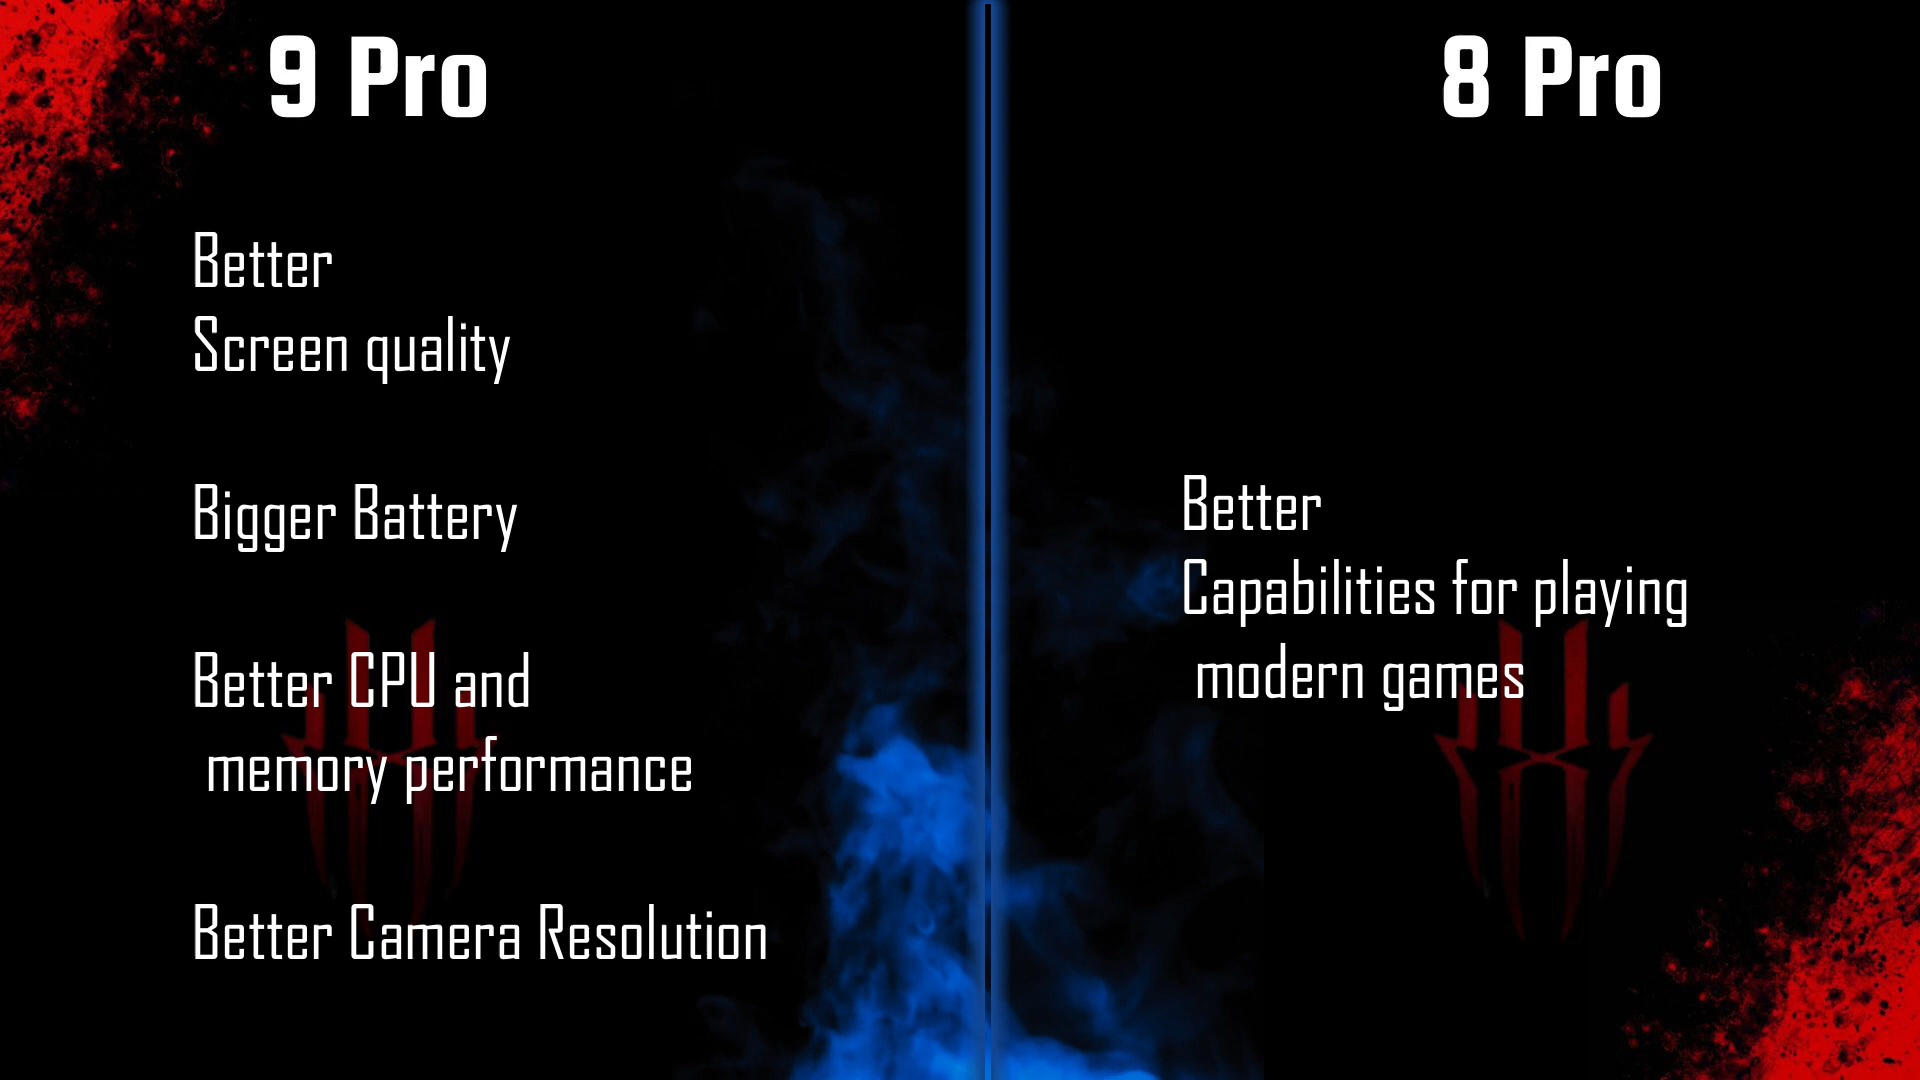 9 Pro
Better
Screen quality
Bigger Battery
Better CPU and
memory performance
Better Camera Resolution
8 Pro
Better
Capabilities for playing
modern games